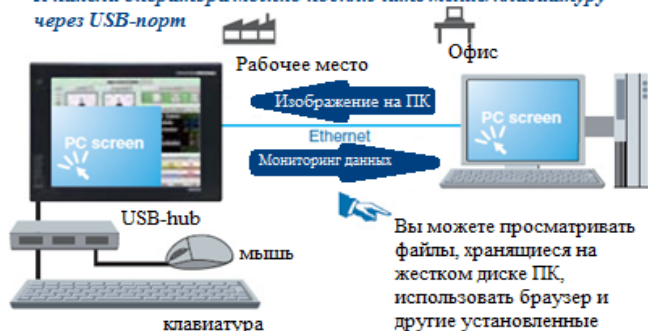 через USB-порт
Рабочее место
Офис
Изображение на ПК
PC screen
PC screen
Ethernet
Мониторинг данных
USB-hub
мышь
клавиатура
Вы можете просматривать
файлы, хранящиеся на
жестком диске ПК,
использовать браузер и
другие установленные